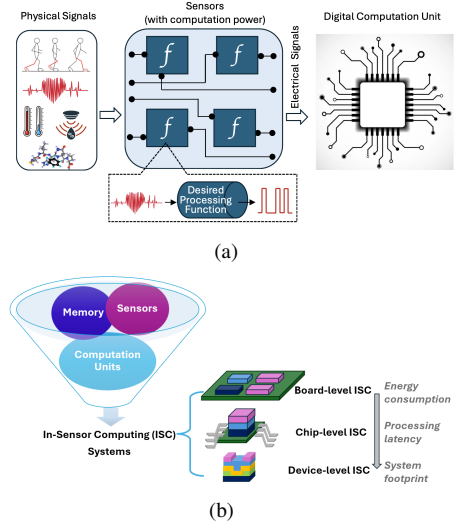 Physical Signals
Sensors
(with computation power)
Digital Computation Unit
f
f
f
f
Electrical Signals
Desired
Processing
Function
(a)
Memory
Sensors
Computation
Units
In-Sensor Computing (ISC)
Systems
Board-level ISC
Chip-level ISC
Device-level ISC
Energy
consumption
Processing
latency
System
footprint
(b)